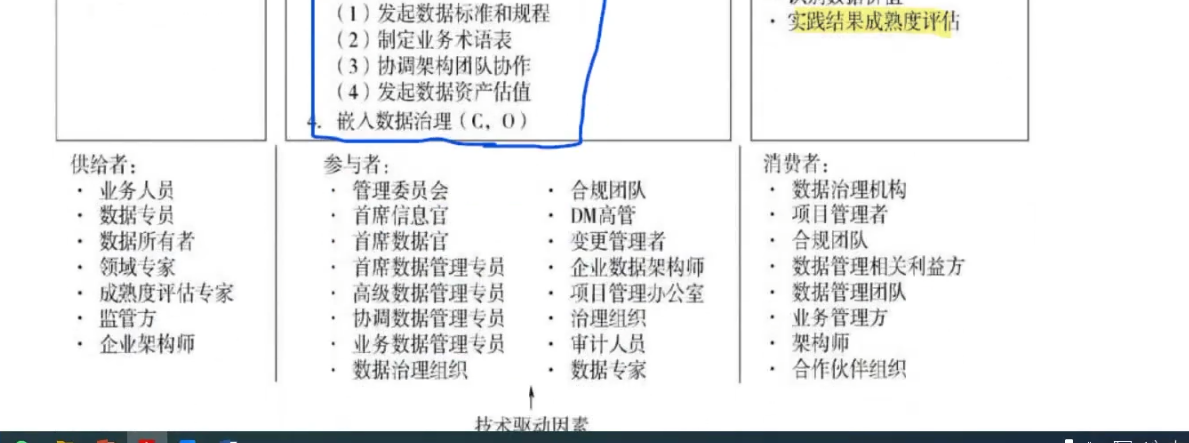 (1)发起数据标准和规程
(2)制定业务术语表
(3)协调架构团队协作
(4)发起数据资产估值
4. 嵌入数据治理(C, O)
· 实践结果成熟度评估
供给者:
· 业务人员
· 数据专员
· 数据所有者
· 领域专家
· 成熟度评估专家
· 监管方
· 企业架构师
参与者:
· 管理委员会
· 首席信息官
· 首席数据官
· 首席数据管理专员
· 高级数据管理专员
· 协调数据管理专员
· 业务数据管理专员
· 数据治理组织
· 合规团队
· DM高管
· 变更管理者
· 企业数据架构师
· 项目管理办公室
· 治理组织
· 审计人员
· 数据专家
消费者:
· 数据治理机构
· 项目管理者
· 合规团队
· 数据管理相关利益方
· 数据管理团队
· 业务管理方
· 架构师
· 合作伙伴组织
技术驱动因素